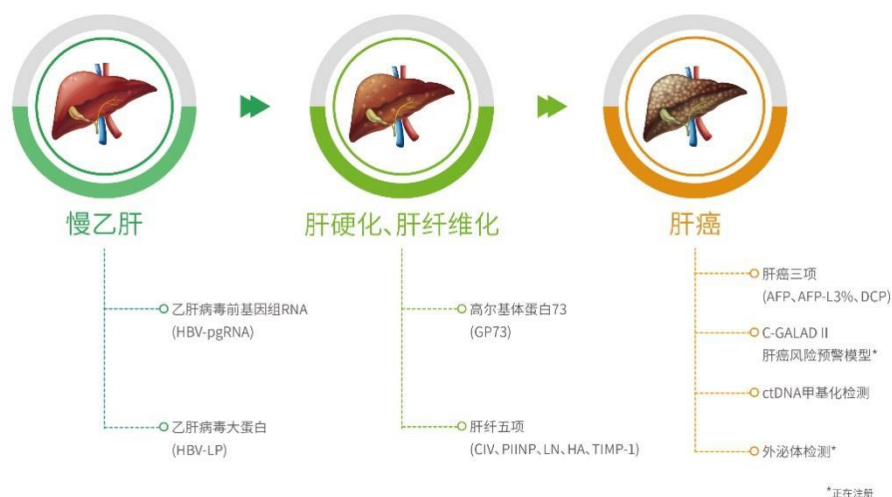 慢乙肝
肝硬化、肝纤维化
肝癌
乙肝病毒前基因组RNA
(HBV-pgRNA)
乙肝病毒大蛋白
(HBV-LP)
高尔基体蛋白73
(GP73)
肝纤五项
(CIV、PIINP、LN、HA、TIMP-1)
肝癌三项
(AFP、AFP-L3%、DCP)
C-GALAD II
肝癌风险预警模型*
ctDNA甲基化检测
外泌体检测*
*正在注册